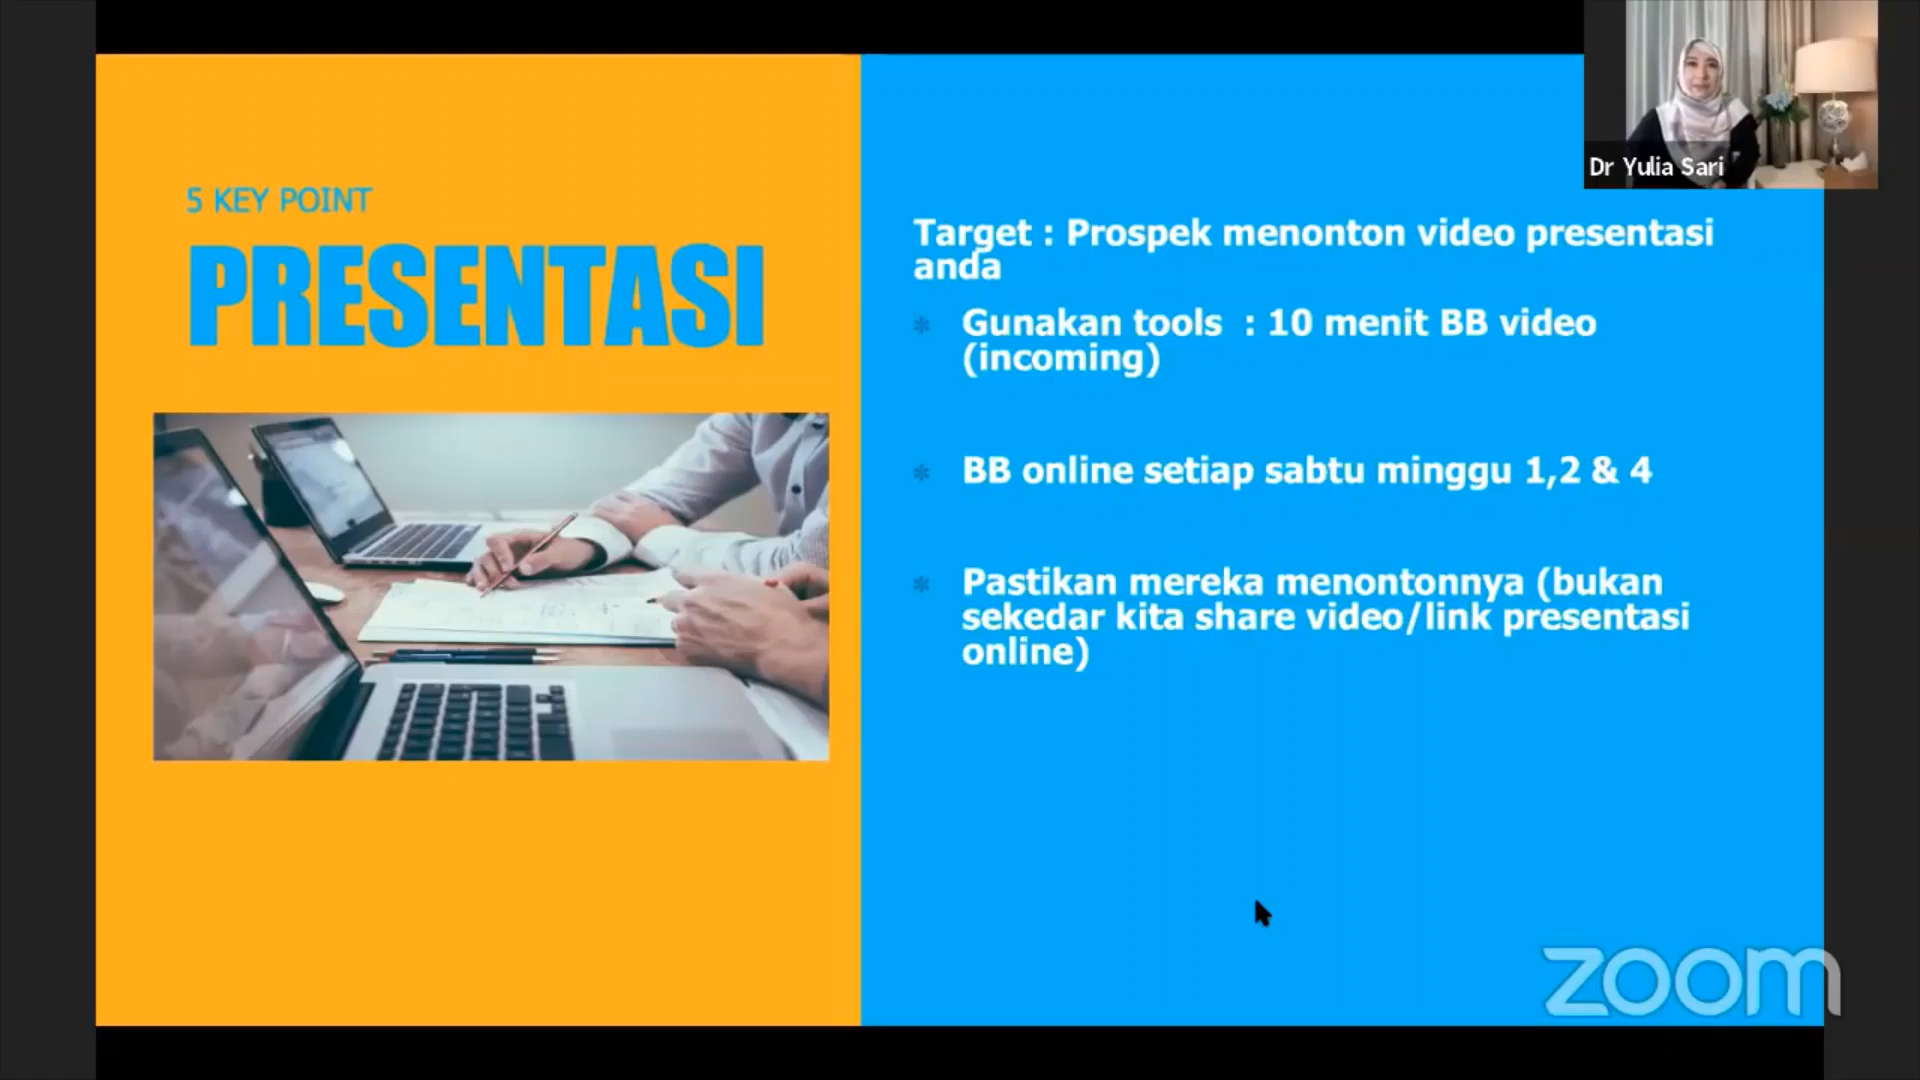 Dr Yulia Sari
5 KEY POINT
PRESENTASI
Target : Prospek menonton video presentasi
anda
* Gunakan tools : 10 menit BB video
(incoming)
* BB online setiap sabtu minggu 1,2 & 4
* Pastikan mereka menontonnya (bukan
sekedar kita share video/link presentasi
online)
zoom